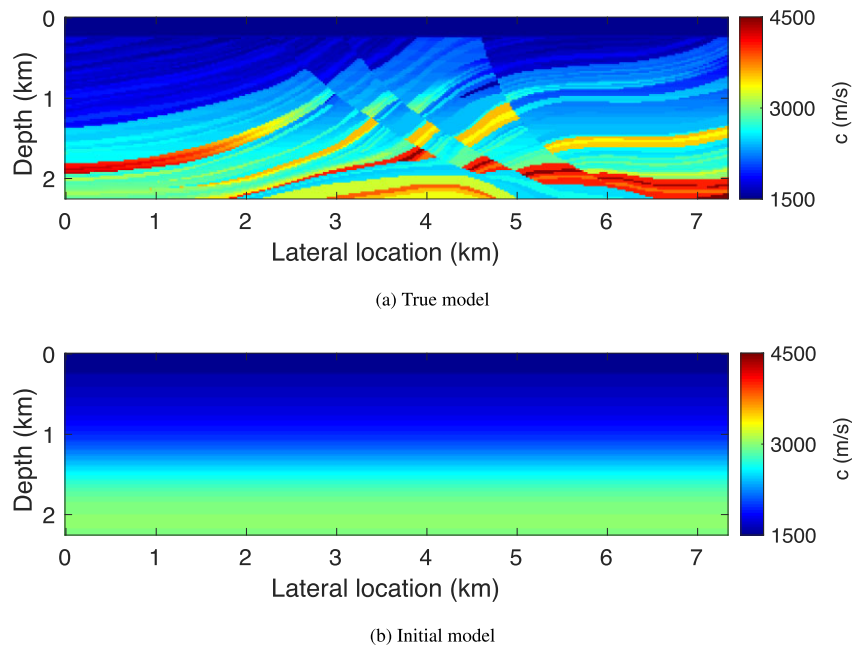 0
1
2
Depth (km)
0 1 2 3 4 5 6 7
Lateral location (km)
4500
3000
1500
c (m/s)
(a) True model
0
1
2
Depth (km)
0 1 2 3 4 5 6 7
Lateral location (km)
4500
3000
1500
c (m/s)
(b) Initial model